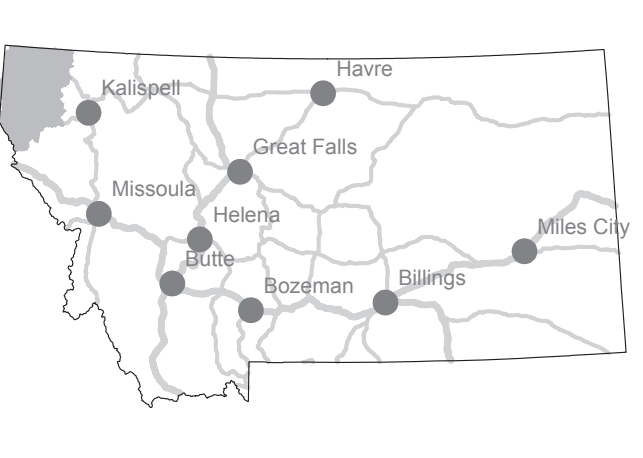 Havre
Kalispell
Great Falls
Missoula
Helena
Miles City
Butte
Billings
Bozeman